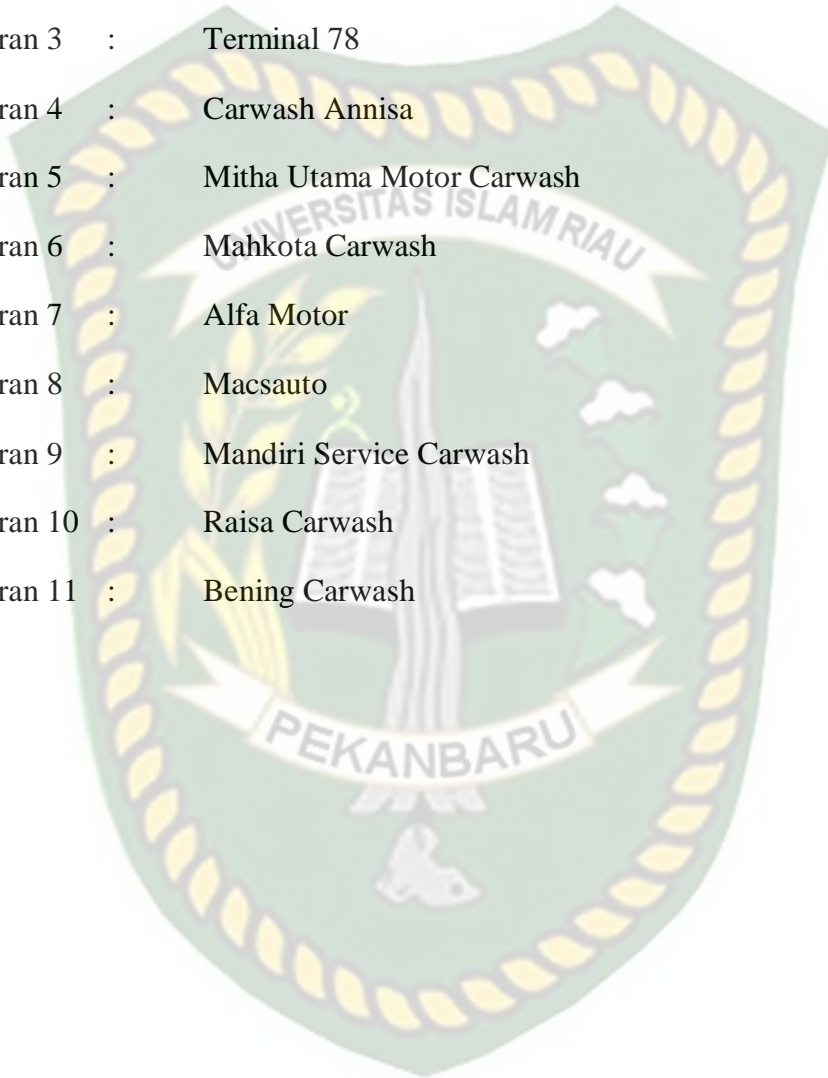 ran 3 : Terminal 78
ran 4 : Carwash Annisa
ran 5 : Mitha Utama Motor Carwash
UNIVERSITAS ISLAM RIAU
ran 6 : Mahkota Carwash
ran 7 : Alfa Motor
ran 8 : Macsauto
ran 9 : Mandiri Service Carwash
ran 10 : Raisa Carwash
ran 11 : Bening Carwash
PEKANBARU